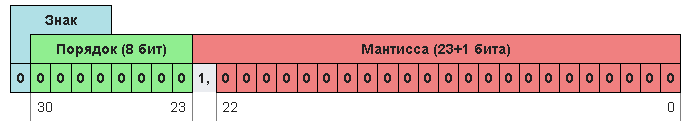 Знак
Порядок (8 бит) Мантисса (23+1 бита)
0 0 0 0 0 0 0 0 0 1, 0 0 0 0 0 0 0 0 0 0 0 0 0 0 0 0 0 0 0 0 0 0 0
30 23 22 0